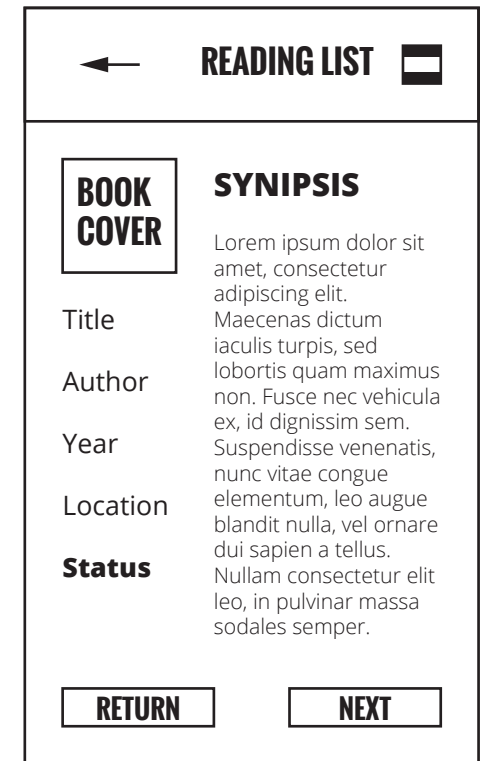 READING LIST
BOOK
COVER
Title
Author
Year
Location
Status
SYNIPSIS
Lorem ipsum dolor sit
amet, consectetur
adipiscing elit.
Maecenas dictum
iaculis turpis, sed
lobortis quam maximus
non. Fusce nec vehicula
ex, id dignissim sem.
Suspendisse venenatis,
nunc vitae congue
elementum, leo augue
blandit nulla, vel ornare
dui sapien a tellus.
Nullam consectetur elit
leo, in pulvinar massa
sodales semper.
RETURN
NEXT